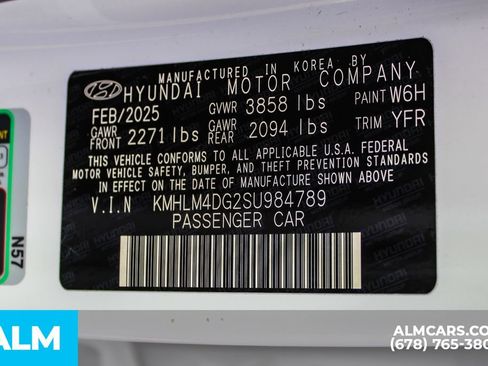 MANUFACTURED IN KOREA BY
HYUNDAI MOTOR COMPANY
FEB/2025 GVWR 3858 lbs PAINT W6H
GAWR FRONT 2271 lbs GAWR REAR 2094 lbs TRIM YFR
THIS VEHICLE CONFORMS TO ALL APPLICABLE U.S.A. FEDERAL
MOTOR VEHICLE SAFETY, BUMPER, AND THEFT PREVENTION STANDARDS
IN EFFECT ON THE DATE OF MANUFACTURE SHOWN ABOVE.
V.I.N KMHLM4DG2SU984789
PASSENGER CAR
N57
ALM
ALMCARS.CO
(678) 765-380